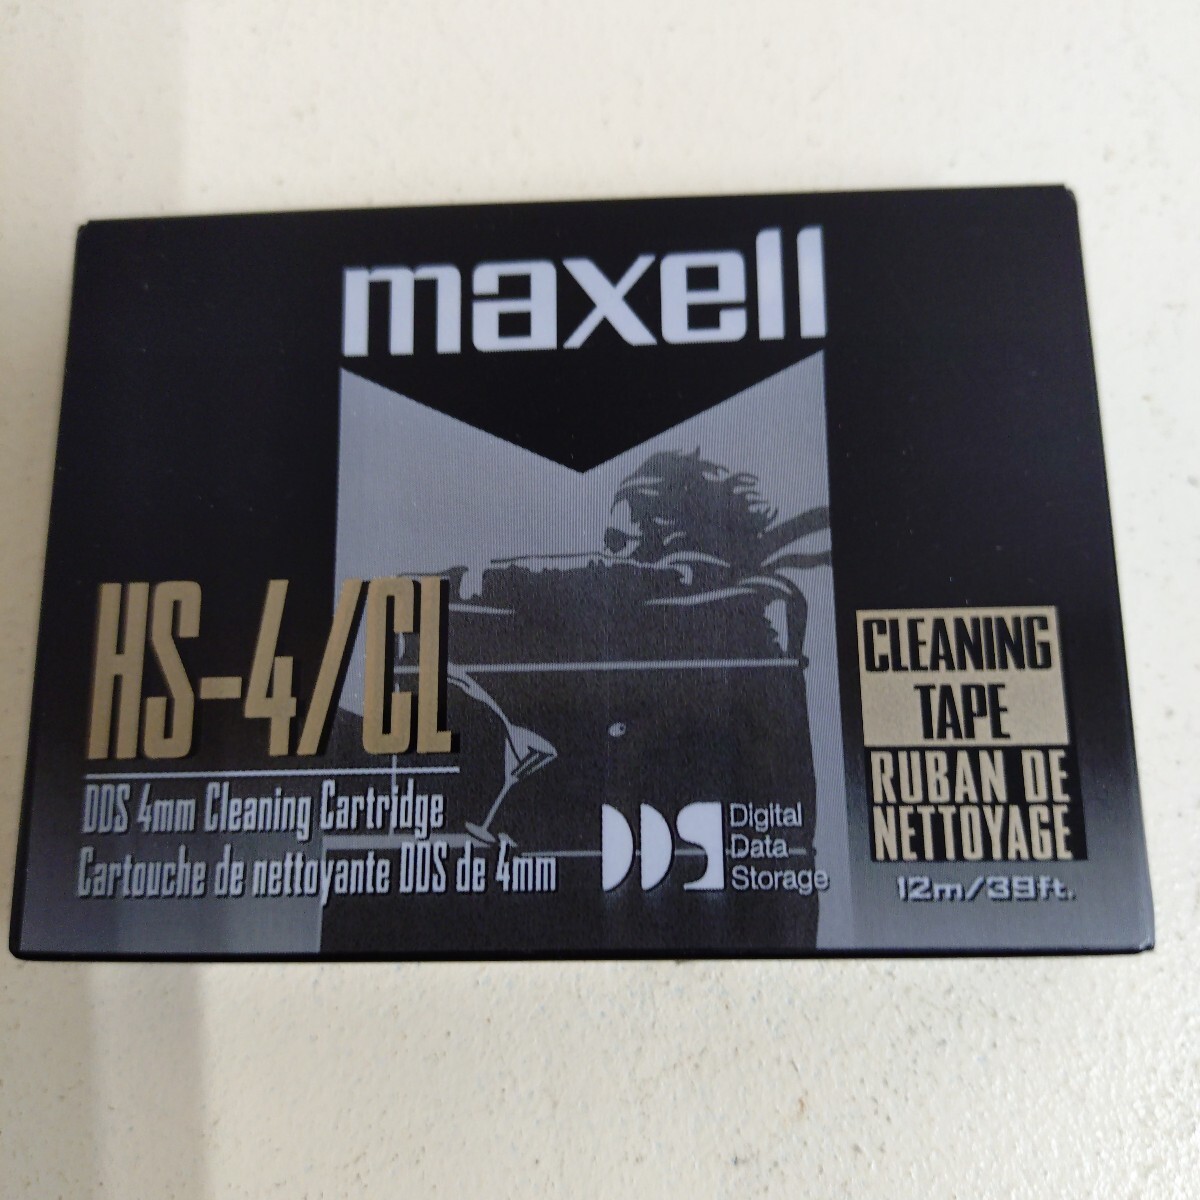 maxell
HS-4/CL
DDS 4mm Cleaning Cartridge
Cartouche de nettoyante DDS de 4mm
DDS
Digital
Data
Storage
CLEANING
TAPE
RUBAN DE
NETTOYAGE
12m/39ft.